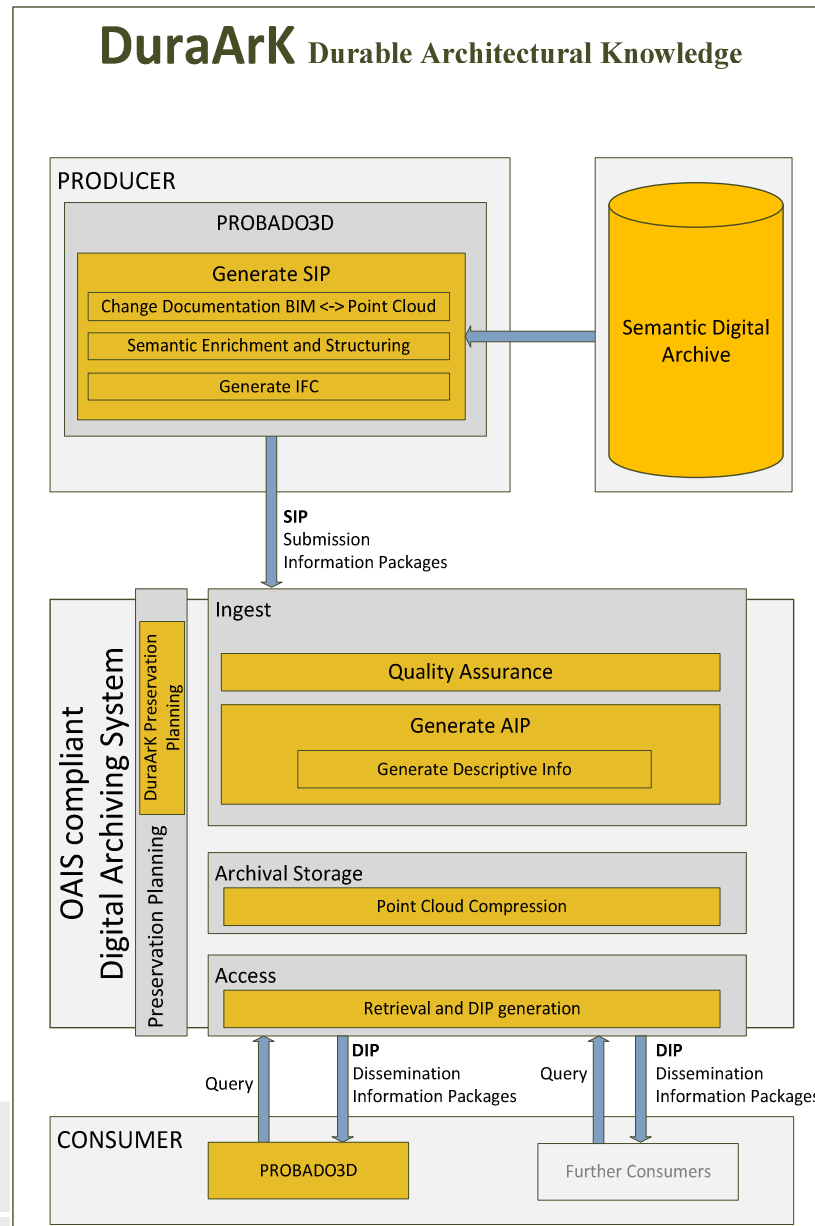 DuraArK Durable Architectural Knowledge
PRODUCER
PROBADO3D
Generate SIP
Change Documentation BIM <-> Point Cloud
Semantic Enrichment and Structuring
Generate IFC
Semantic Digital
Archive
SIP
Submission
Information Packages
OAIS compliant
Digital Archiving System
DuraArK Preservation
Planning
Preservation Planning
Ingest
Quality Assurance
Generate AIP
Generate Descriptive Info
Archival Storage
Point Cloud Compression
Access
Retrieval and DIP generation
Query
DIP
Dissemination
Information Packages
Query
DIP
Dissemination
Information Packages
CONSUMER
PROBADO3D
Further Consumers